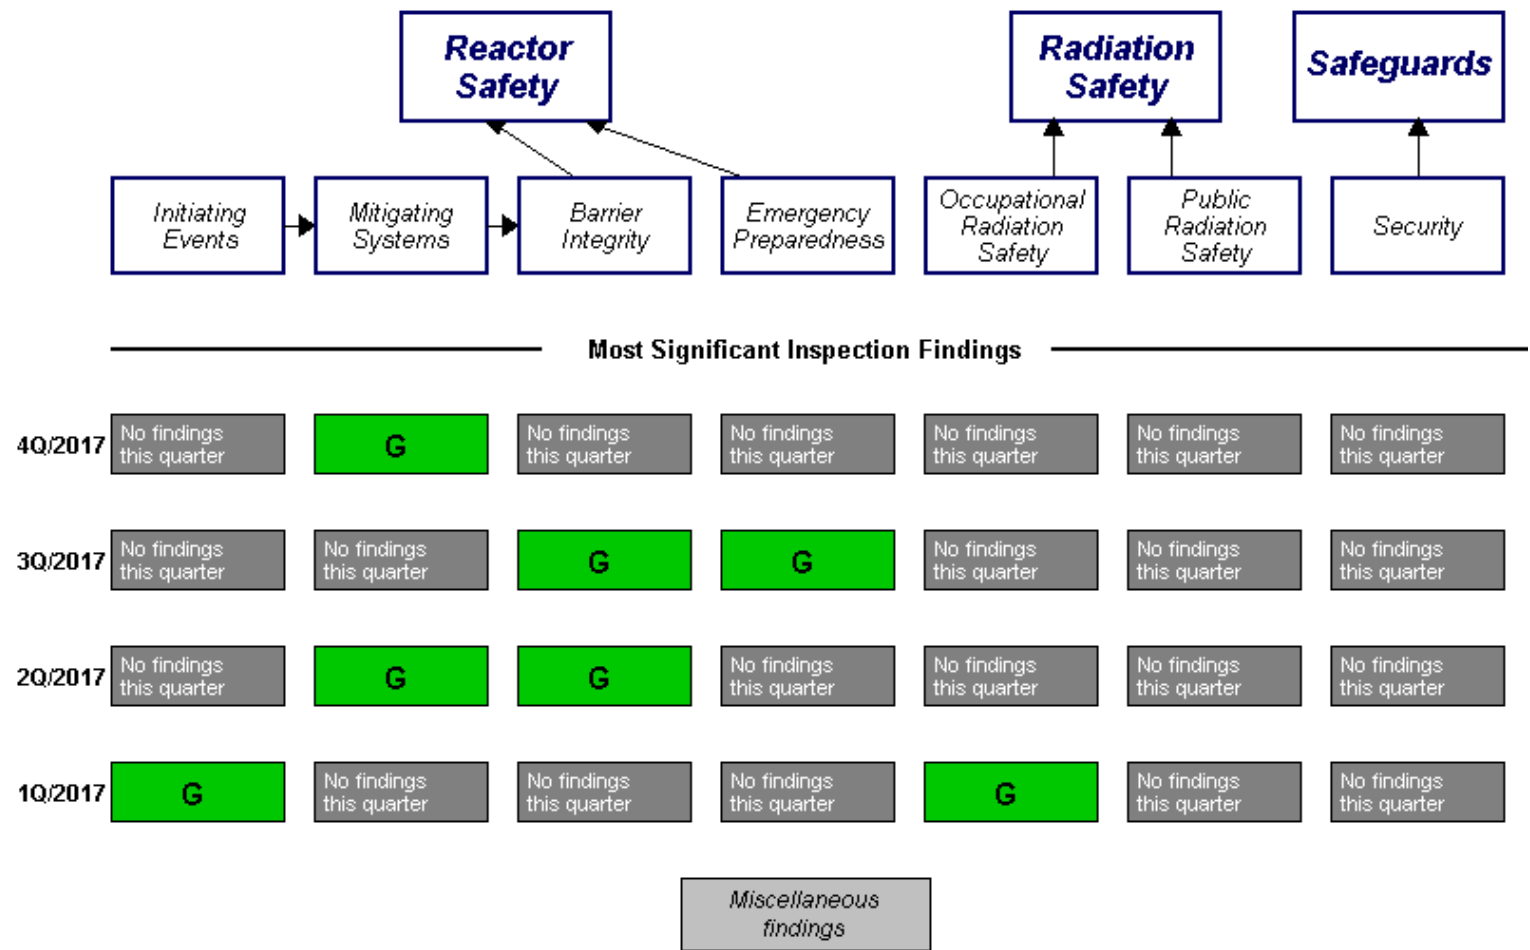 Reactor
Safety
Radiation
Safety
Safeguards
Initiating
Events
Mitigating
Systems
Barrier
Integrity
Emergency
Preparedness
Occupational
Radiation
Safety
Public
Radiation
Safety
Security
Most Significant Inspection Findings
4Q/2017
No findings
this quarter
G
No findings
this quarter
No findings
this quarter
No findings
this quarter
No findings
this quarter
No findings
this quarter
3Q/2017
No findings
this quarter
No findings
this quarter
G
G
No findings
this quarter
No findings
this quarter
No findings
this quarter
2Q/2017
No findings
this quarter
G
G
No findings
this quarter
No findings
this quarter
No findings
this quarter
No findings
this quarter
1Q/2017
G
No findings
this quarter
No findings
this quarter
No findings
this quarter
G
No findings
this quarter
No findings
this quarter
Miscellaneous
findings